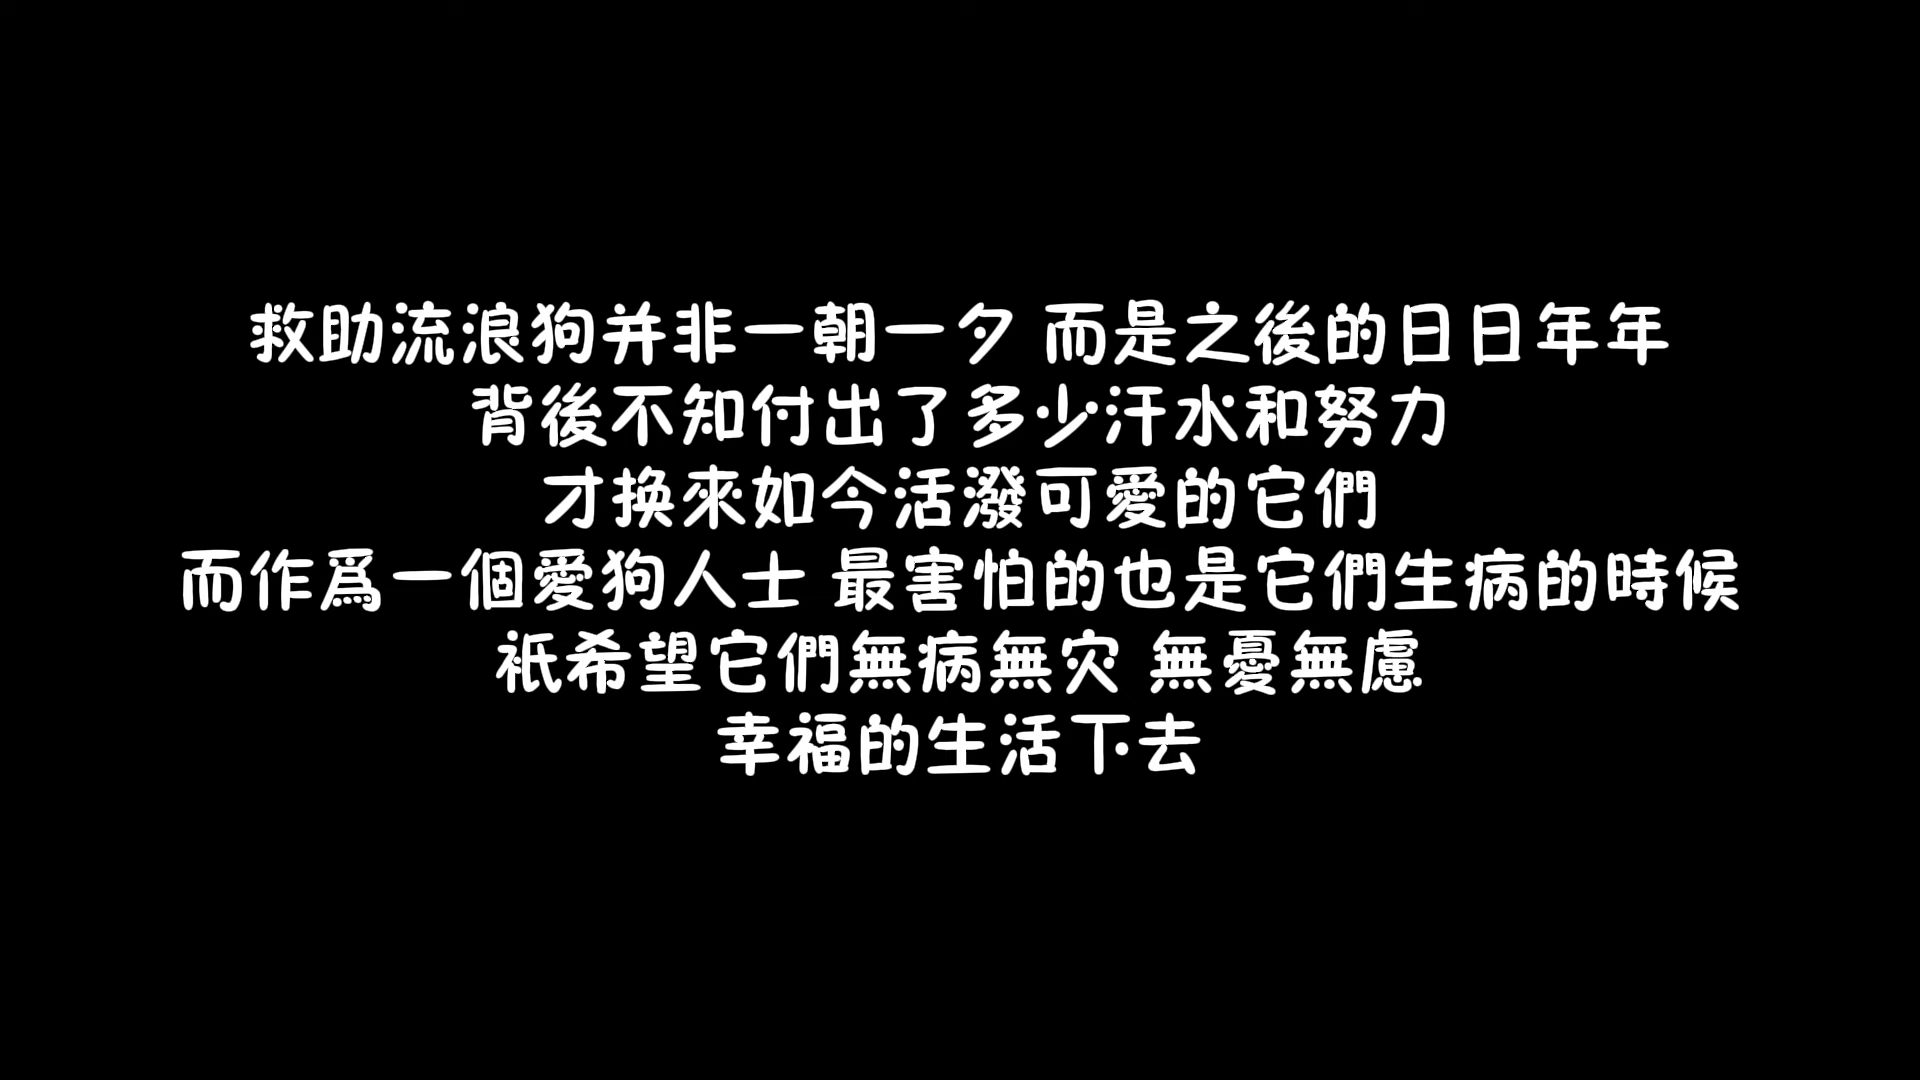 救助流浪狗并非一朝一夕 而是之後的日日年年
背後不知付出了多少汗水和努力
才換來如今活潑可愛的它們
而作爲一個愛狗人士 最害怕的也是它們生病的時候
祇希望它們無病無灾 無憂無慮
幸福的生活下去